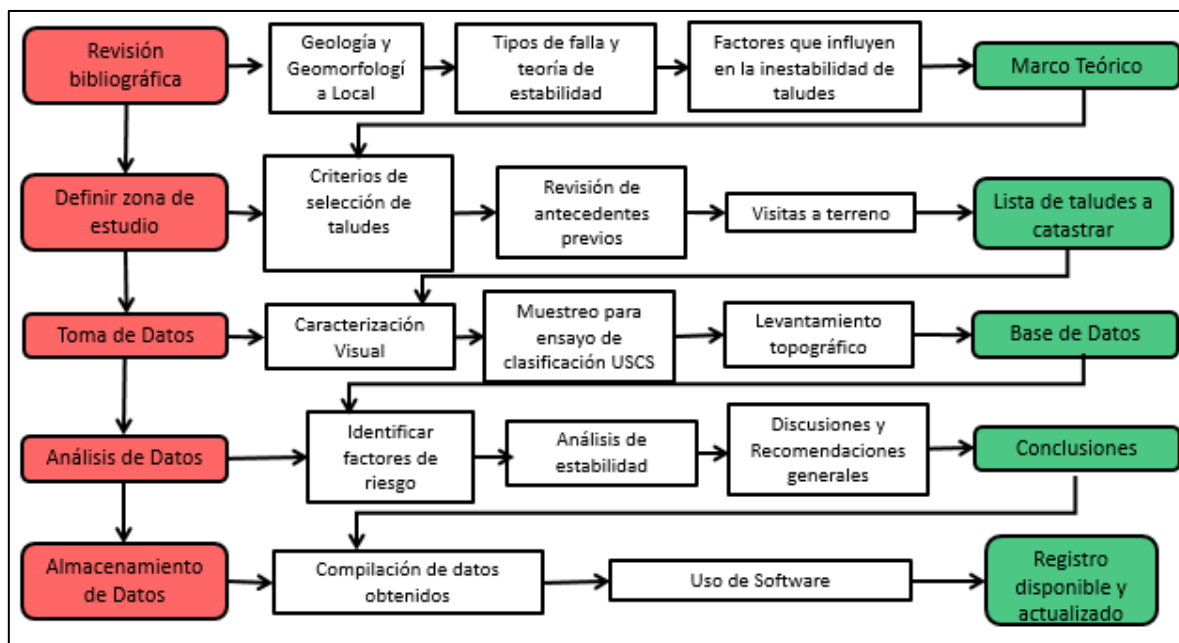 Revisión
bibliográfica
Geología y
Geomorfologí
a Local
Tipos de falla y
teoría de
estabilidad
Factores que influyen
en la inestabilidad de
taludes
Marco Teórico
Definir zona de
estudio
Criterios de
selección de
taludes
Revisión de
antecedentes
previos
Visitas a terreno
Lista de taludes a
catastrar
Toma de Datos
Caracterización
Visual
Muestreo para
ensayo de
clasificación USCS
Levantamiento
topográfico
Base de Datos
Análisis de Datos
Identificar
factores de
riesgo
Análisis de
estabilidad
Discusiones y
Recomendaciones
generales
Conclusiones
Almacenamiento
de Datos
Compilación de datos
obtenidos
Uso de Software
Registro
disponible y
actualizado